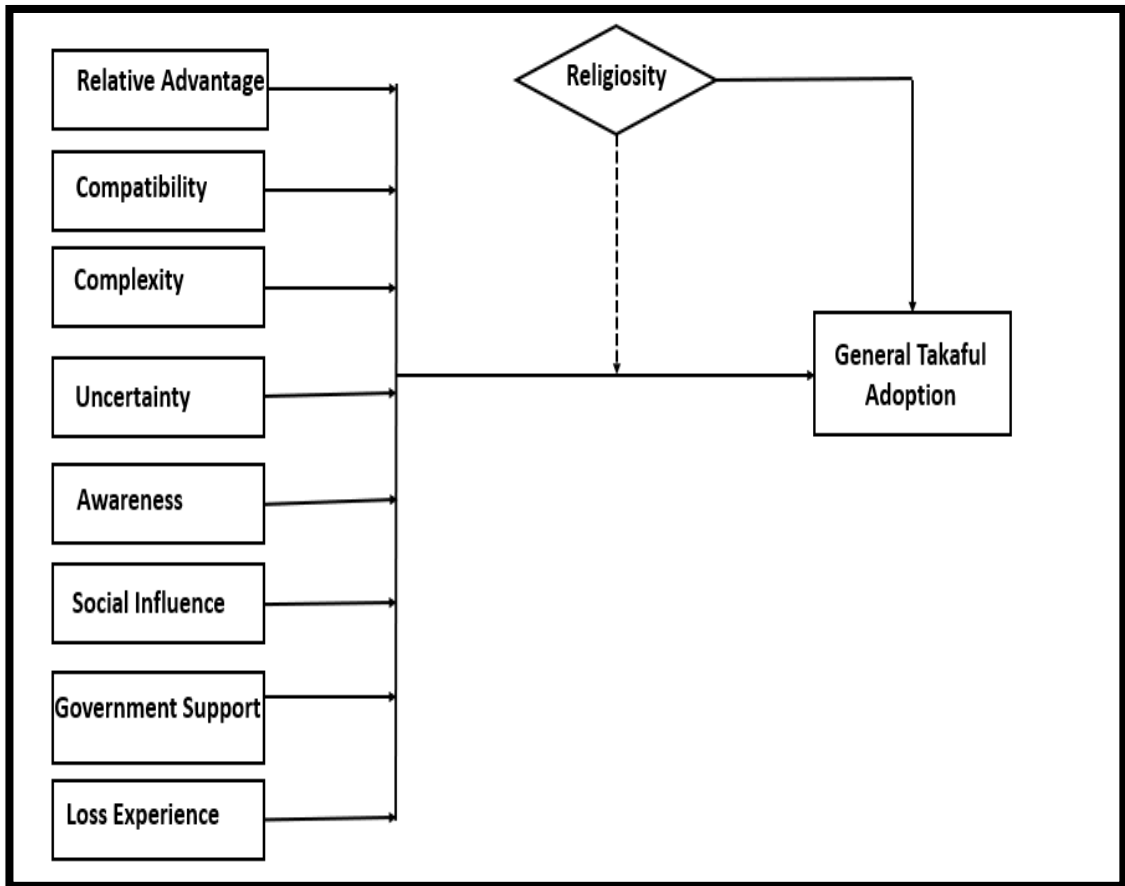 Relative Advantage
Compatibility
Complexity
Uncertainty
Awareness
Social Influence
Government Support
Loss Experience
Religiosity
General Takaful
Adoption